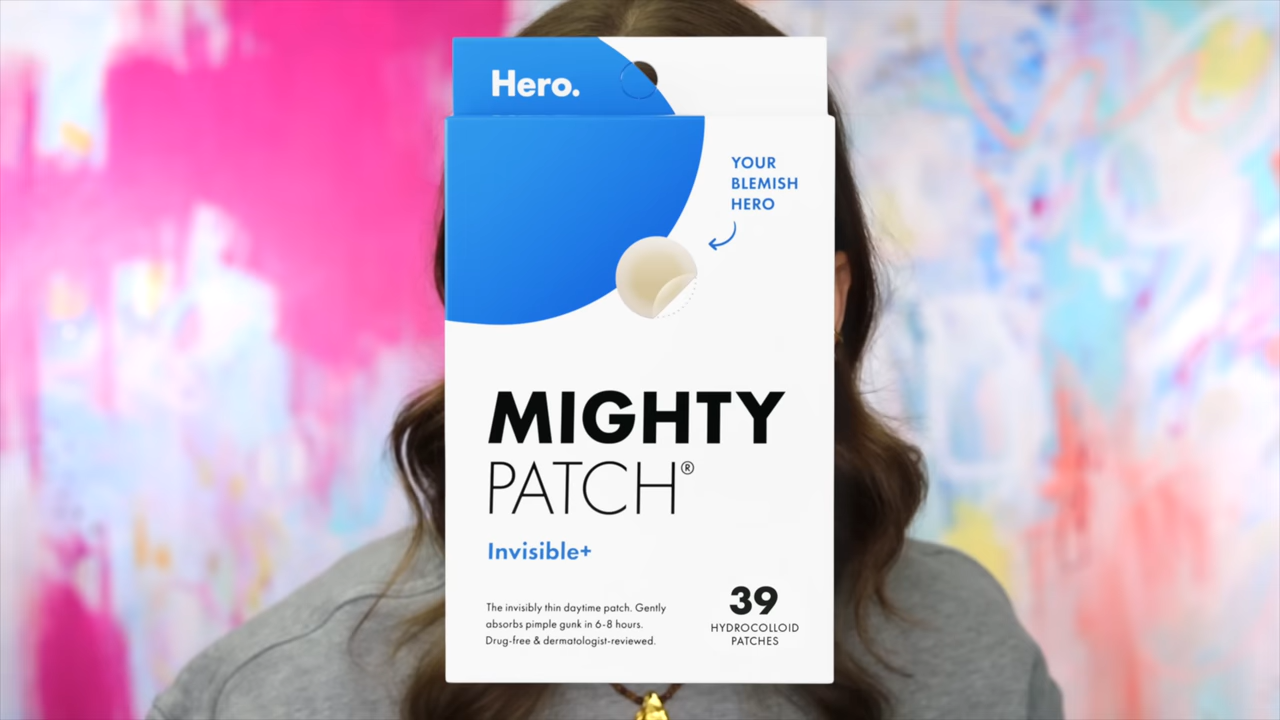 Hero.
YOUR
BLEMISH
HERO
MIGHTY
PATCH®
Invisible+
The invisibly thin daytime patch. Gently
absorbs pimple gunk in 6-8 hours.
Drug-free & dermatologist-reviewed.
39
HYDROCOLLOID
PATCHES